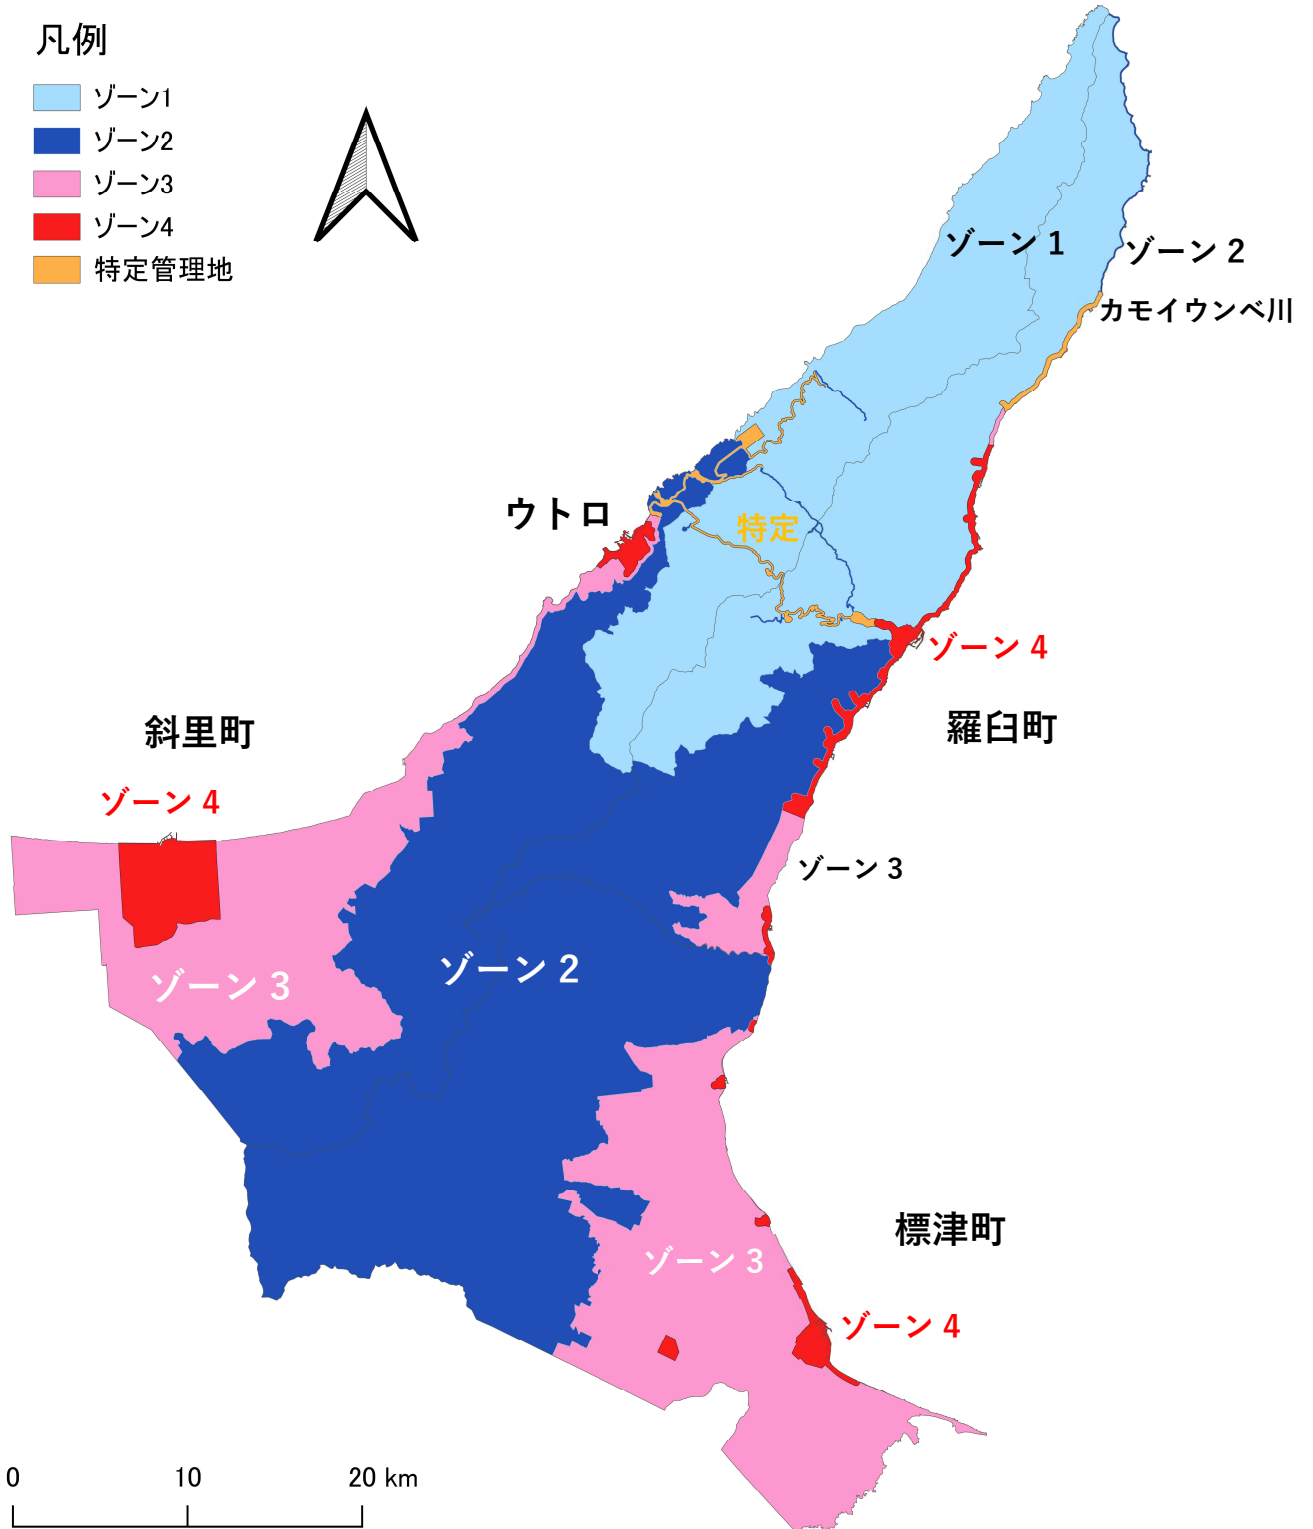 凡例
ゾーン1
ゾーン2
ゾーン3
ゾーン4
特定管理地
ゾーン1
ゾーン2
カモイウンベ川
ウトロ
特定
ゾーン4
羅臼町
斜里町
ゾーン4
ゾーン3
ゾーン2
ゾーン3
標津町
ゾーン3
ゾーン4
0 10 20 km